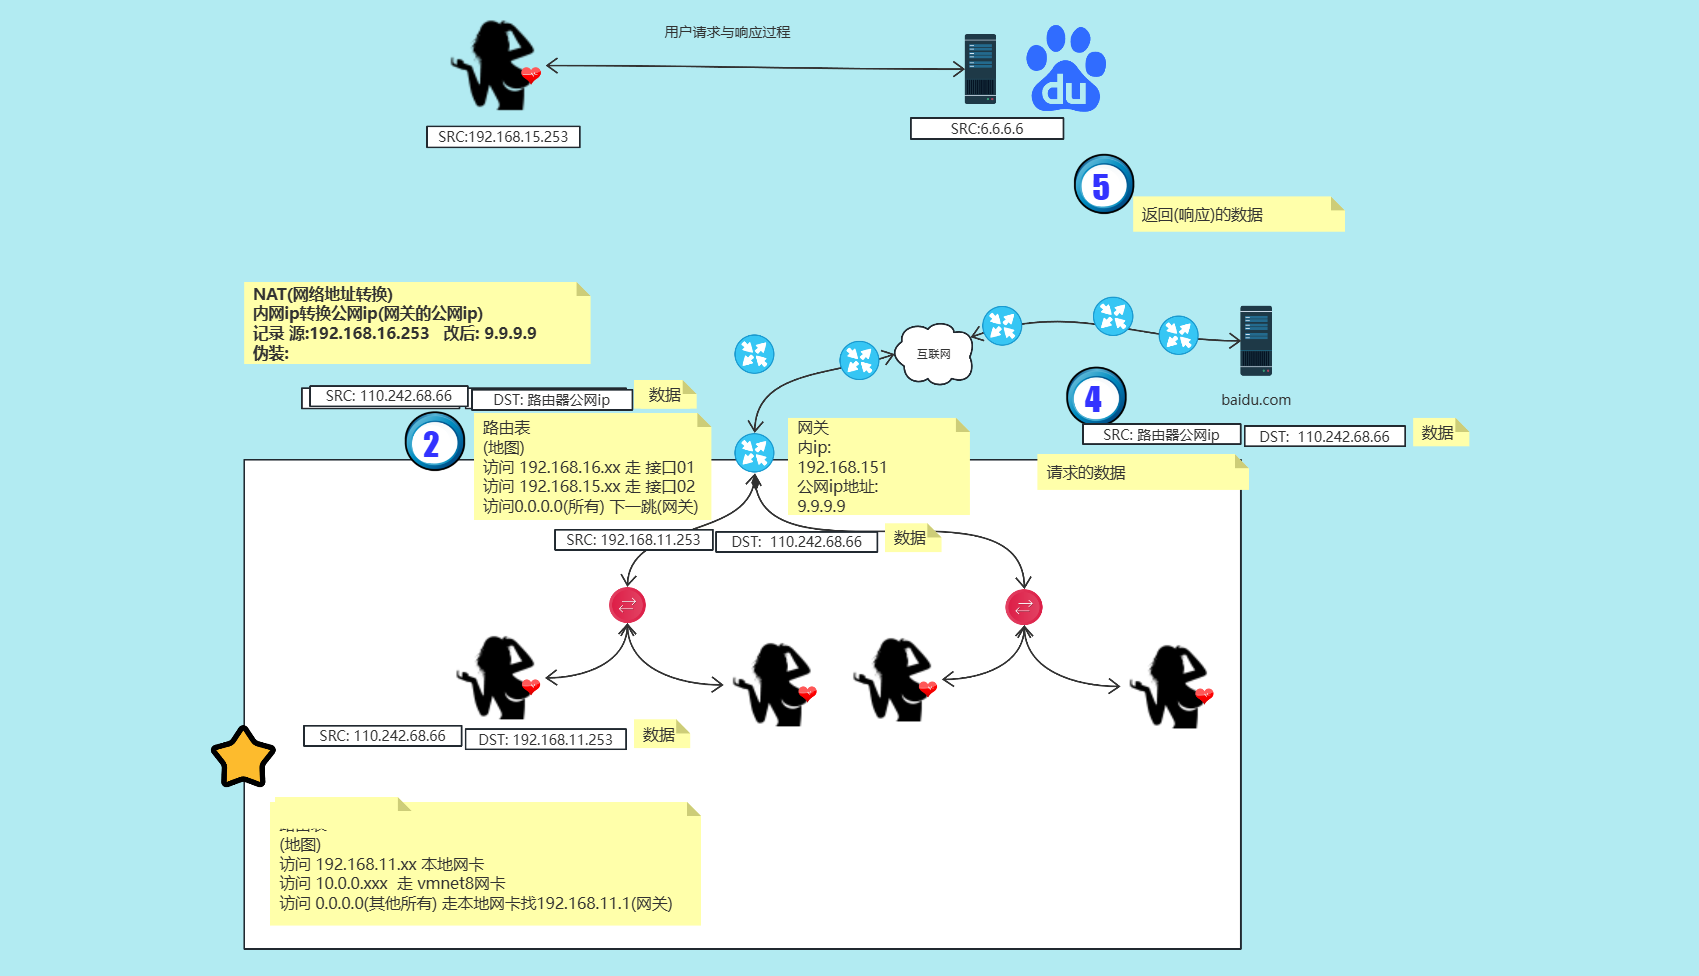 用户请求与响应过程
du
SRC:192.168.15.253
SRC:6.6.6.6
5
返回(响应)的数据
NAT(网络地址转换)
内网ip转换公网ip(网关的公网ip)
记录 源:192.168.16.253 改后: 9.9.9.9
伪装:
互联网
baidu.com
SRC: 110.242.68.66
DST: 路由器公网ip
数据
2
路由表
(地图)
访问 192.168.16.xx 走 接口01
访问 192.168.15.xx 走 接口02
访问0.0.0.0(所有) 下一跳(网关)
网关
内ip:
192.168.151
公网ip地址:
9.9.9.9
4
SRC: 路由器公网ip
DST: 110.242.68.66
数据
请求的数据
SRC: 192.168.11.253
DST: 110.242.68.66
数据
SRC: 110.242.68.66
DST: 192.168.11.253
数据
(地图)
访问 192.168.11.xx 本地网卡
访问 10.0.0.xxx 走 vmnet8网卡
访问 0.0.0.0(其他所有) 走本地网卡找192.168.11.1(网关)